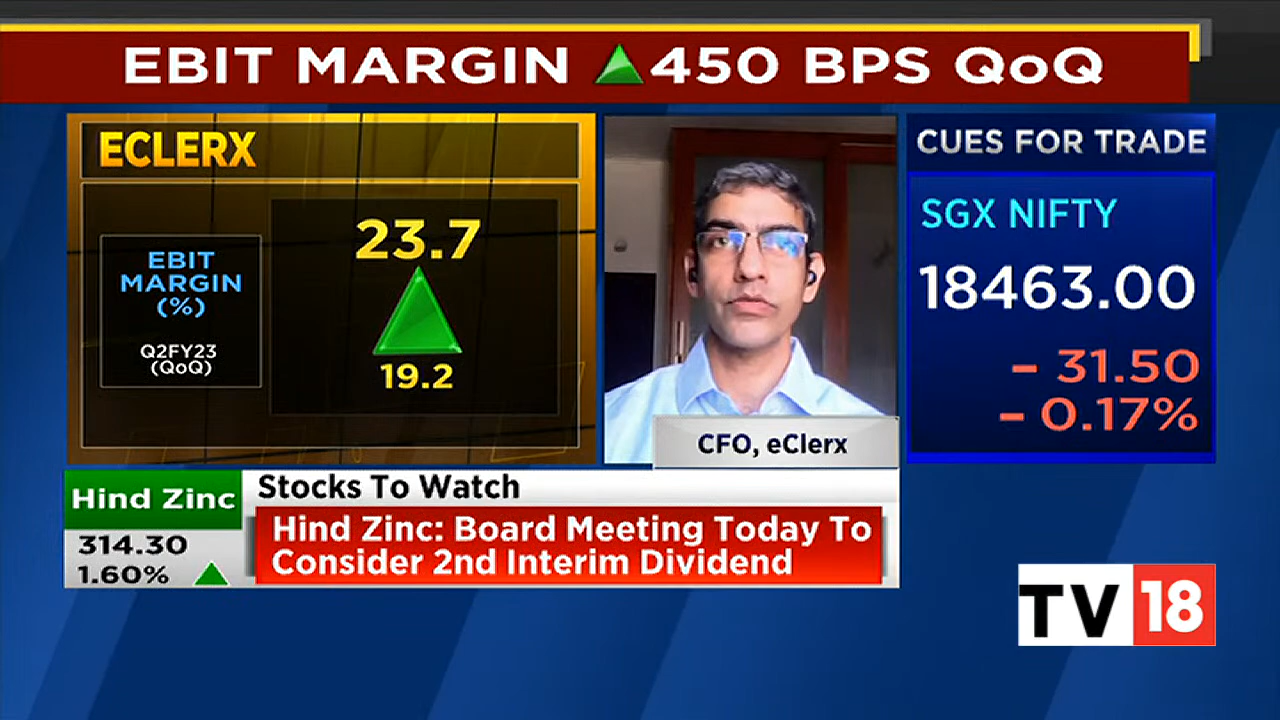 EBIT MARGIN ▲450 BPS QoQ
ECLERX
EBIT
MARGIN
(%)
Q2FY23
(QoQ)
23.7
19.2
CFO, eClerx
CUES FOR TRADE
SGX NIFTY
18463.00
- 31.50
- 0.17%
Hind Zinc
314.30
1.60%
Stocks To Watch
Hind Zinc: Board Meeting Today To
Consider 2nd Interim Dividend
TV18